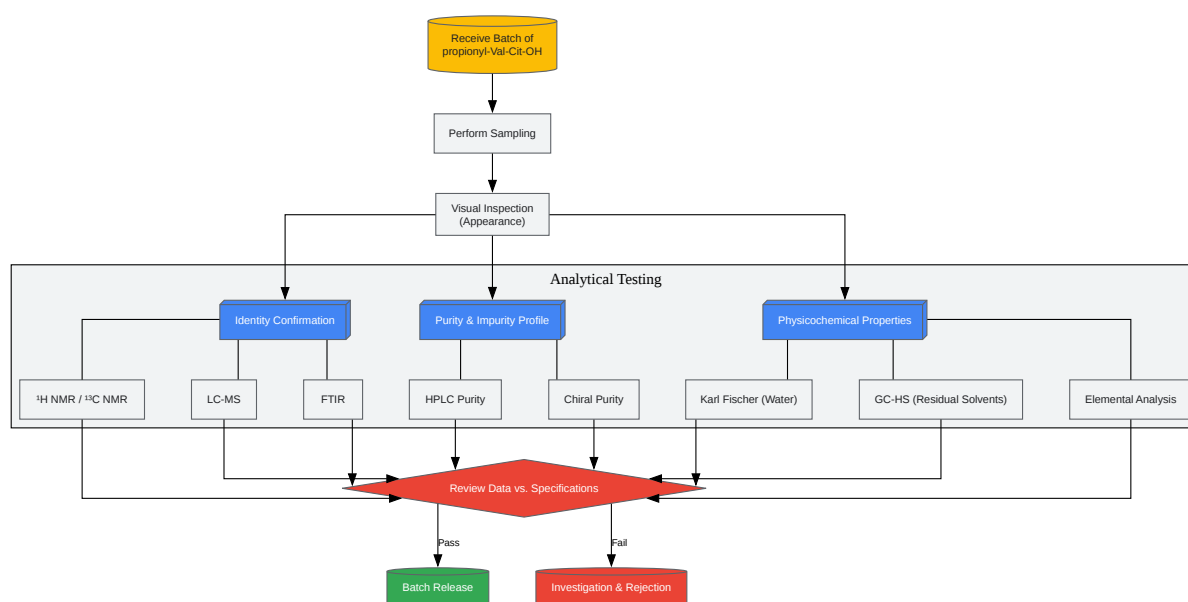 Receive Batch of
propionyl-Val-Cit-OH
Perform Sampling
Visual Inspection
(Appearance)
Analytical Testing
Identity Confirmation
Purity & Impurity Profile
Physicochemical Properties
¹H NMR / ¹³C NMR
LC-MS
FTIR
HPLC Purity
Chiral Purity
Karl Fischer (Water)
GC-HS (Residual Solvents)
Elemental Analysis
Review Data vs. Specifications
Pass
Fail
Batch Release
Investigation & Rejection